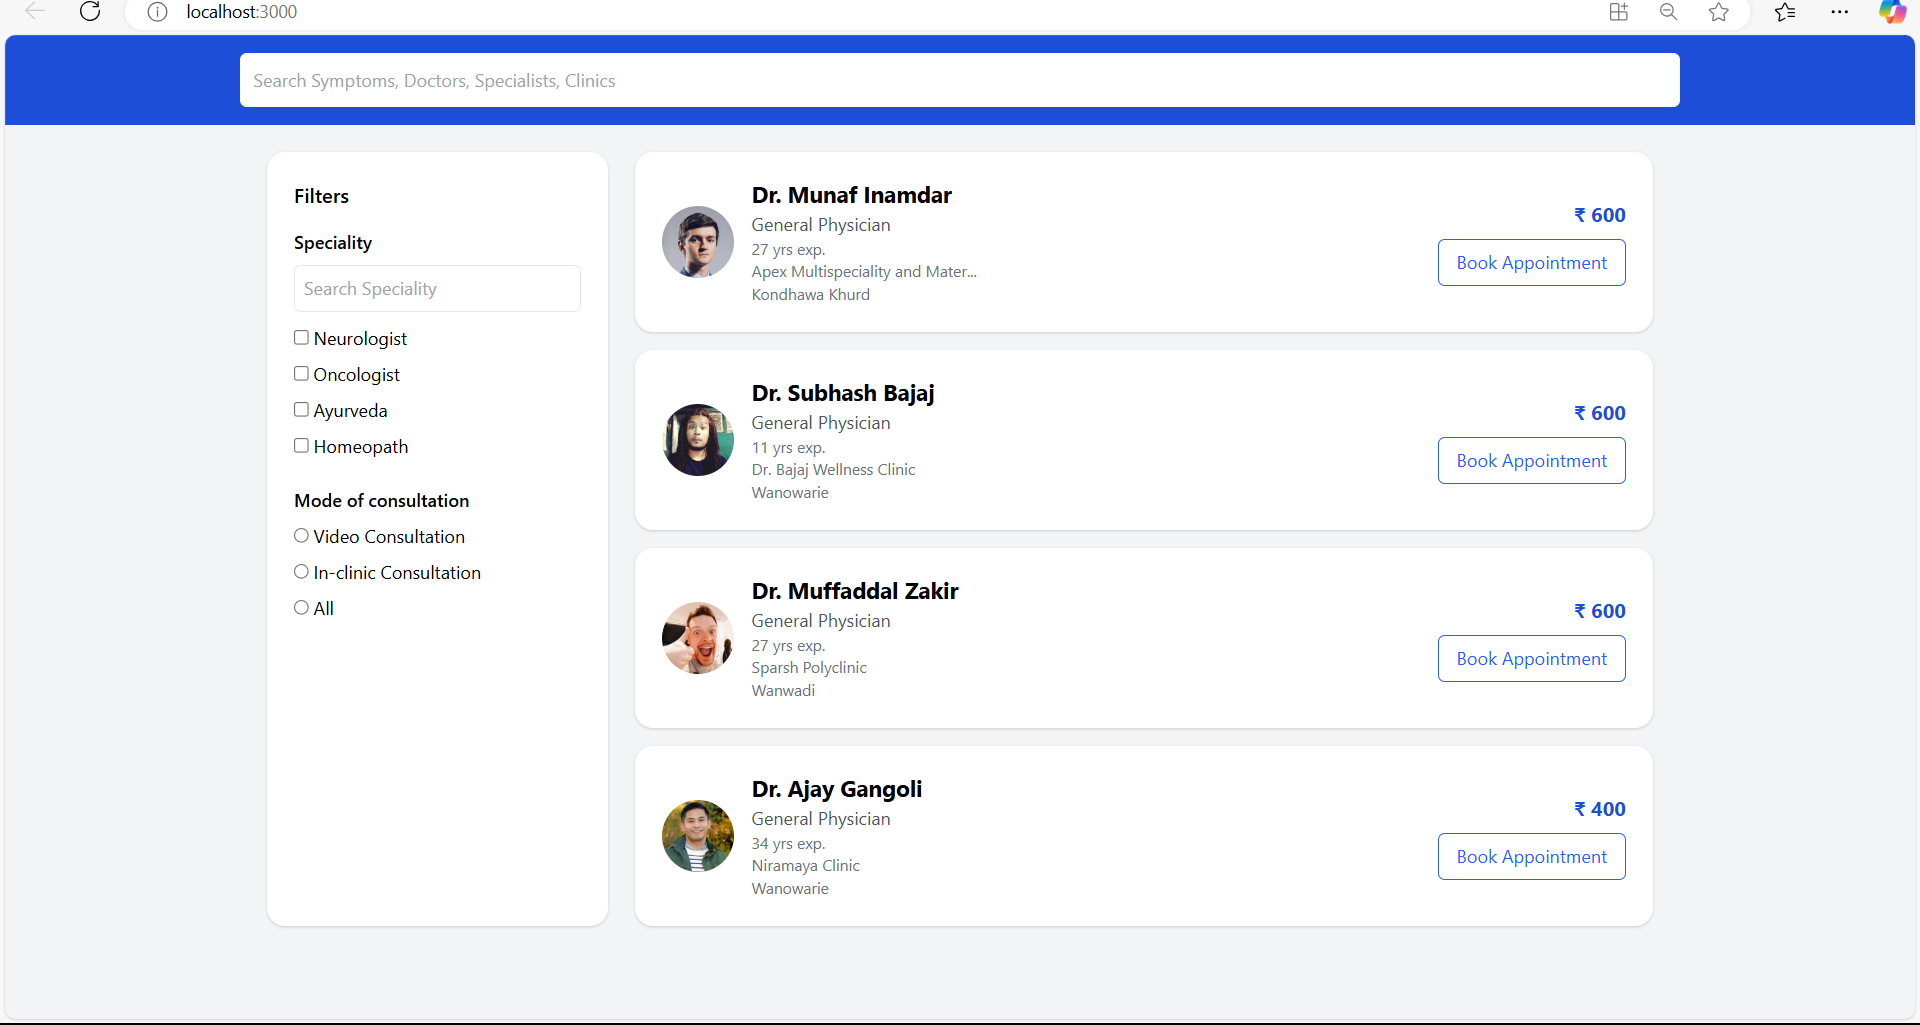 localhost:3000
Search Symptoms, Doctors, Specialists, Clinics
Filters
Speciality
Search Speciality
Neurologist
Oncologist
Ayurveda
Homeopath
Mode of consultation
Video Consultation
In-clinic Consultation
All
Dr. Munaf Inamdar
General Physician
27 yrs exp.
Apex Multispeciality and Mater...
Kondhawa Khurd
₹ 600
Book Appointment
Dr. Subhash Bajaj
General Physician
11 yrs exp.
Dr. Bajaj Wellness Clinic
Wanowarie
₹ 600
Book Appointment
Dr. Muffaddal Zakir
General Physician
27 yrs exp.
Sparsh Polyclinic
Wanwadi
₹ 600
Book Appointment
Dr. Ajay Gangoli
General Physician
34 yrs exp.
Niramaya Clinic
Wanowarie
₹ 400
Book Appointment